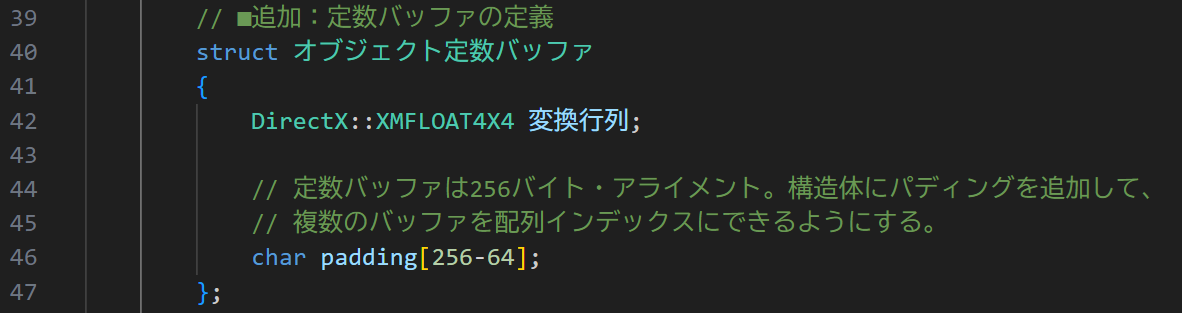 39 // ■追加：定数バッファの定義
40 struct オブジェクト定数バッファ
41 {
42 DirectX::XMFLOAT4X4 変換行列;
43
44 // 定数バッファは256バイト・アライメント。構造体にパディングを追加して、
45 // 複数のバッファを配列インデックスにできるようにする。
46 char padding[256-64];
47 };